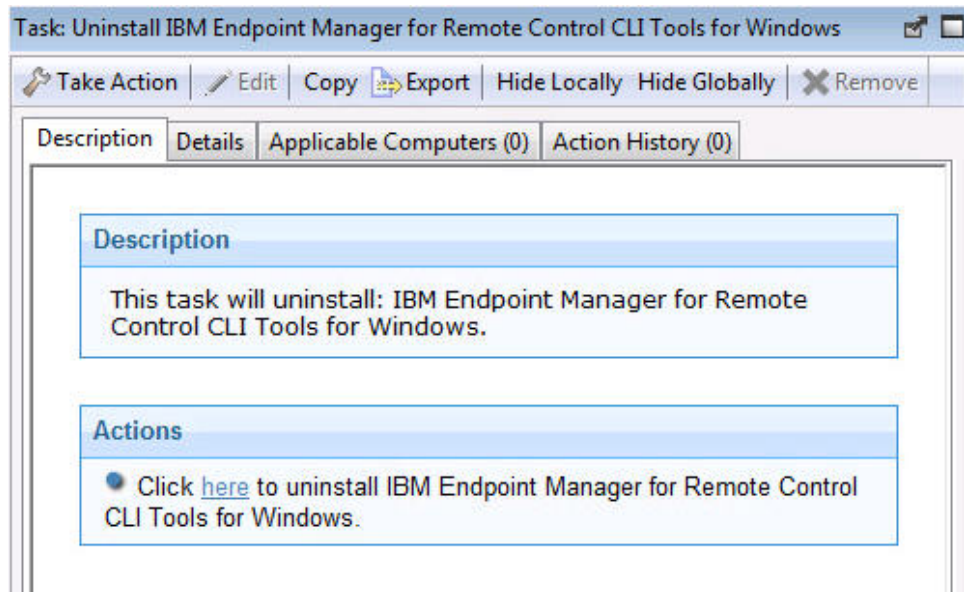 Task: Uninstall IBM Endpoint Manager for Remote Control CLI Tools for Windows
Take Action Edit Copy Export Hide Locally Hide Globally Remove
Description Details Applicable Computers (0) Action History (0)
Description
This task will uninstall: IBM Endpoint Manager for Remote
Control CLI Tools for Windows.
Actions
Click here to uninstall IBM Endpoint Manager for Remote Control
CLI Tools for Windows.